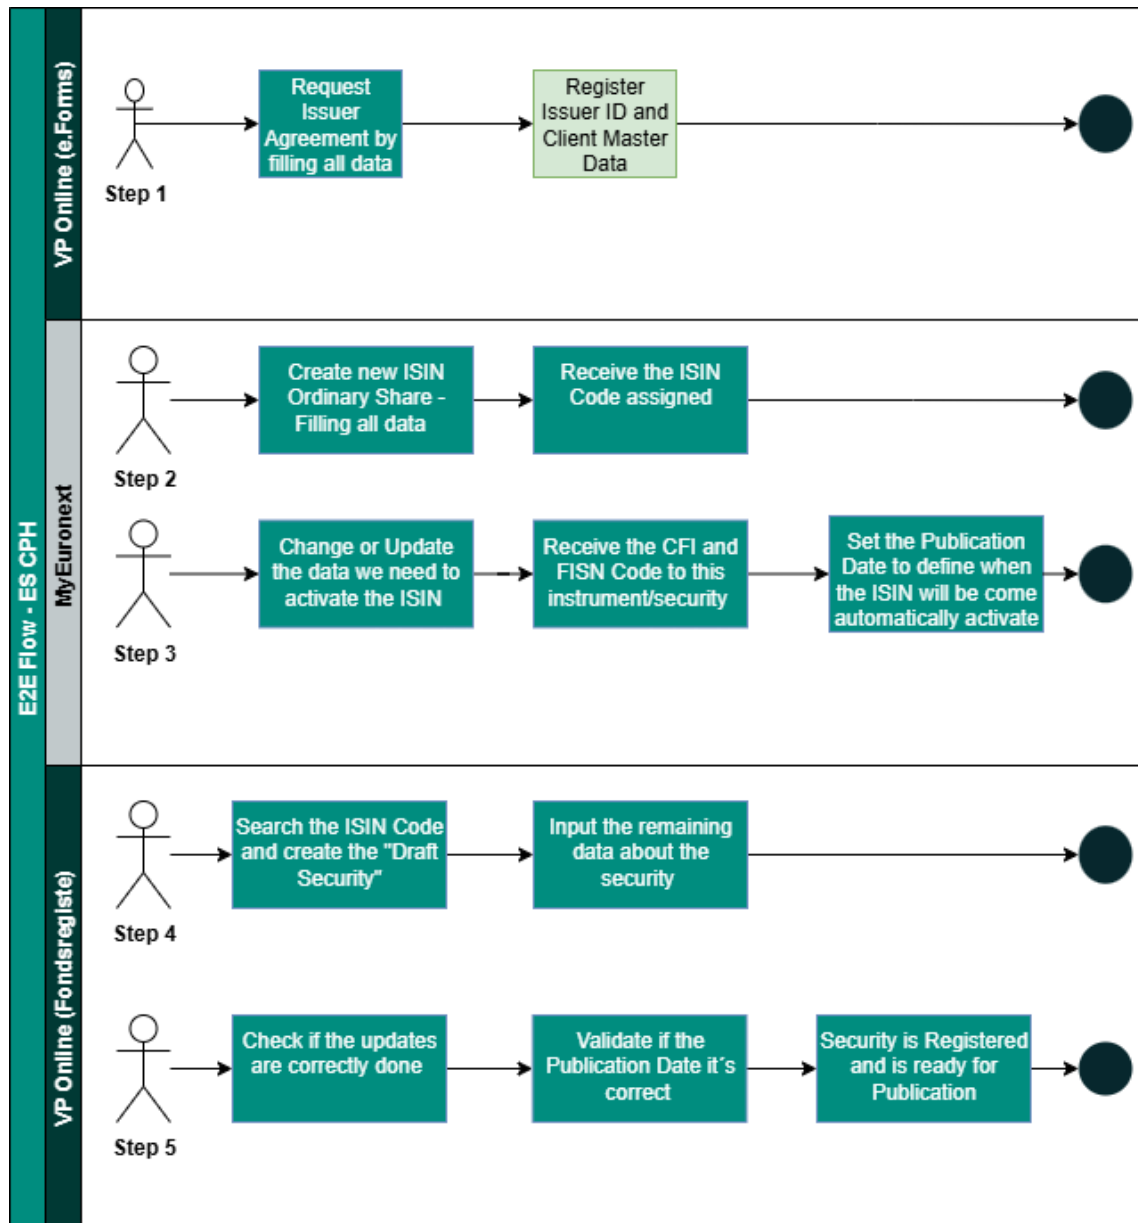 E2E Flow - ES CPH
VP Online (e.Forms)
Request
Issuer
Agreement by
filling all data
Register
Issuer ID and
Client Master
Data
Step 1
MyEuronext
Create new ISIN
Ordinary Share -
Filling all data
Receive the ISIN
Code assigned
Step 2
Change or Update
the data we need to
activate the ISIN
Receive the CFI and
FISN Code to this
instrument/security
Set the Publication
Date to define when
the ISIN will be come
automatically activate
Step 3
VP Online (Fondsregiste)
Search the ISIN Code
and create the "Draft
Security"
Input the remaining
data about the
security
Step 4
Check if the updates
are correctly done
Validate if the
Publication Date it´s
correct
Security is Registered
and is ready for
Publication
Step 5